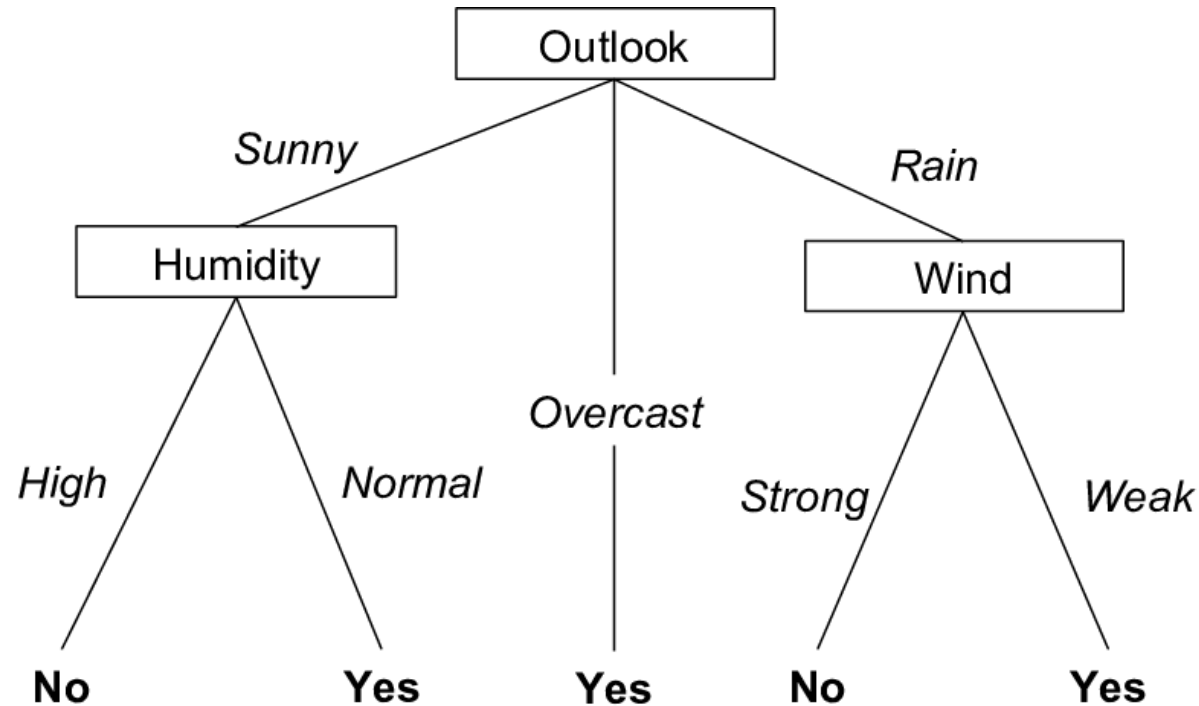 Outlook
Sunny
Rain
Humidity
Wind
Overcast
High
Normal
Strong
Weak
No
Yes
Yes
No
Yes